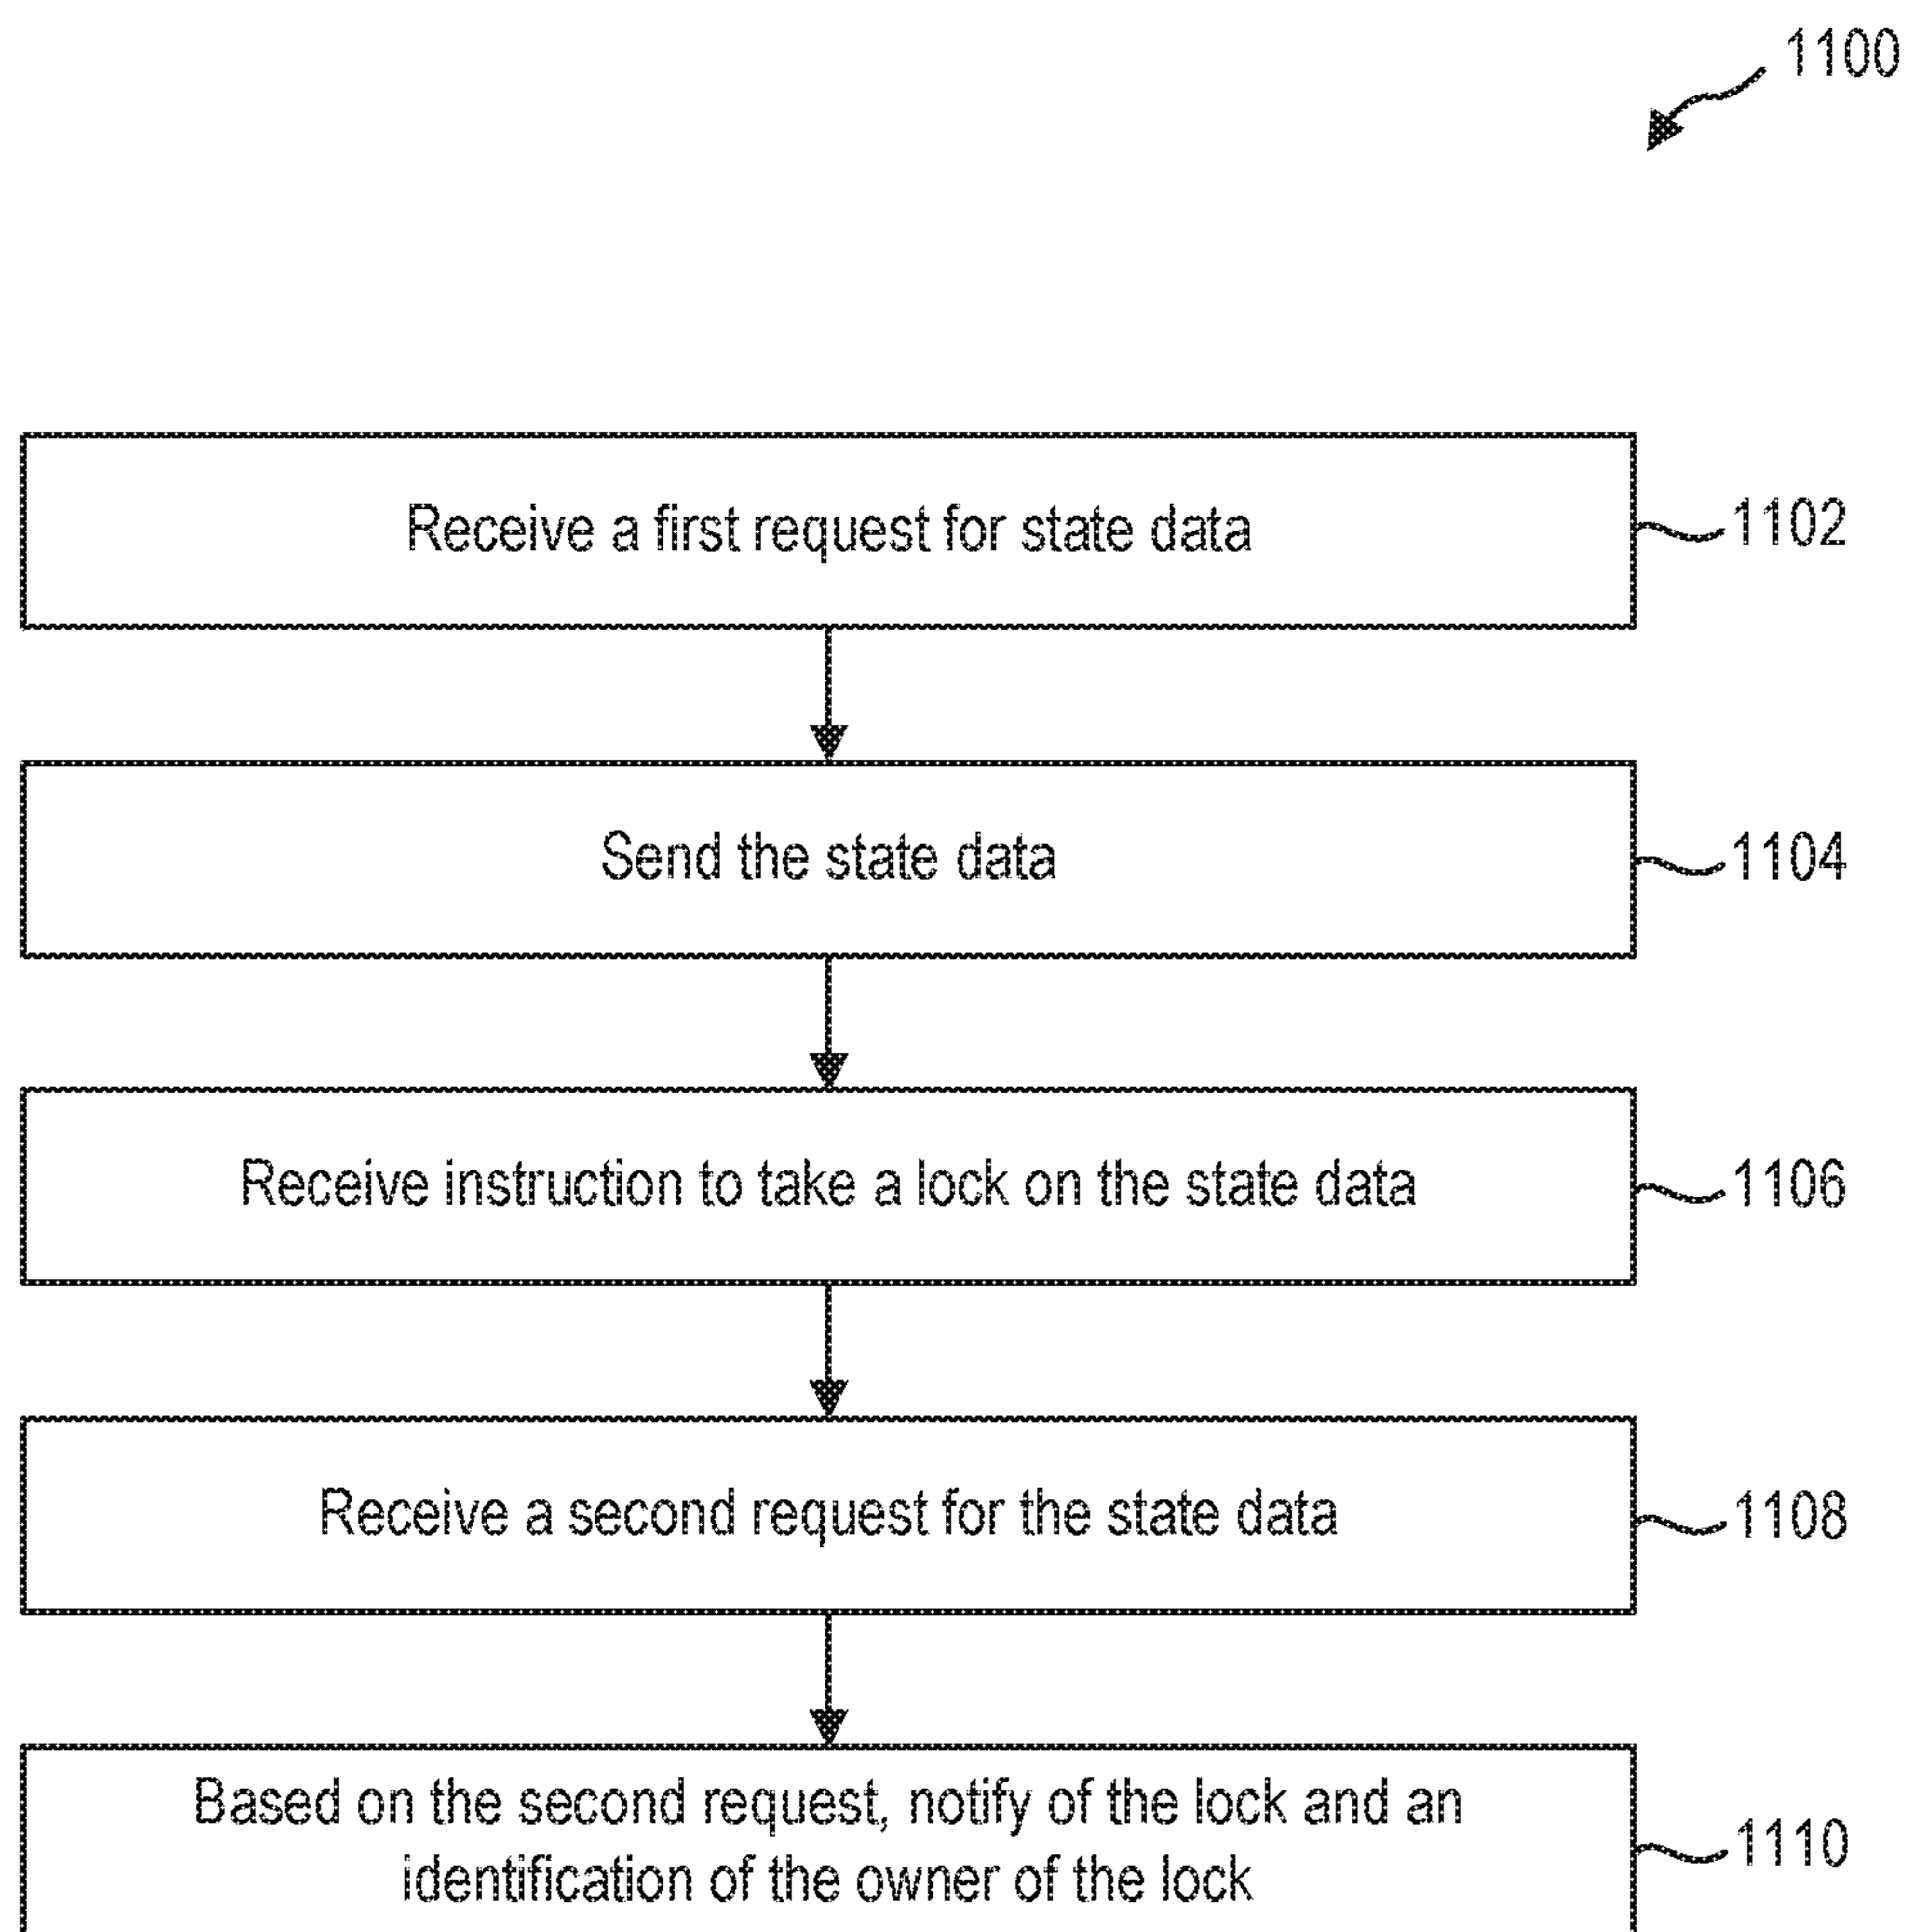 1100
Receive a first request for state data
1102
Send the state data
1104
Receive instruction to take a lock on the state data
1106
Receive a second request for the state data
1108
Based on the second request, notify of the lock and an
identification of the owner of the lock
1110